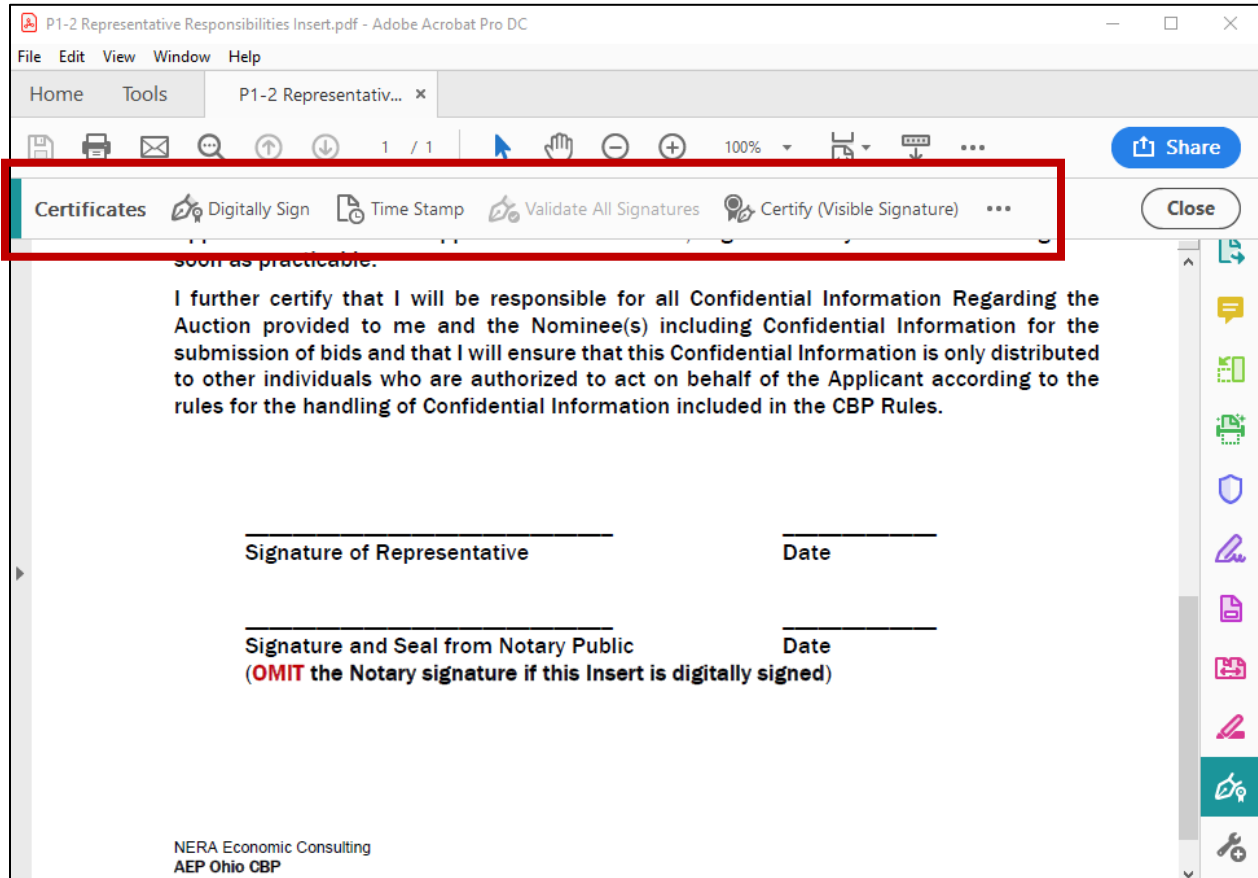 P1-2 Representative Responsibilities Insert.pdf - Adobe Acrobat Pro DC
File Edit View Window Help
Home Tools P1-2 Representativ... ×
1 / 1 100% Share
Certificates Digitally Sign Time Stamp Validate All Signatures Certify (Visible Signature) Close
soon as practicable.
I further certify that I will be responsible for all Confidential Information Regarding the
Auction provided to me and the Nominee(s) including Confidential Information for the
submission of bids and that I will ensure that this Confidential Information is only distributed
to other individuals who are authorized to act on behalf of the Applicant according to the
rules for the handling of Confidential Information included in the CBP Rules.
Signature of Representative Date
Signature and Seal from Notary Public Date
(OMIT the Notary signature if this Insert is digitally signed)
NERA Economic Consulting
AEP Ohio CBP